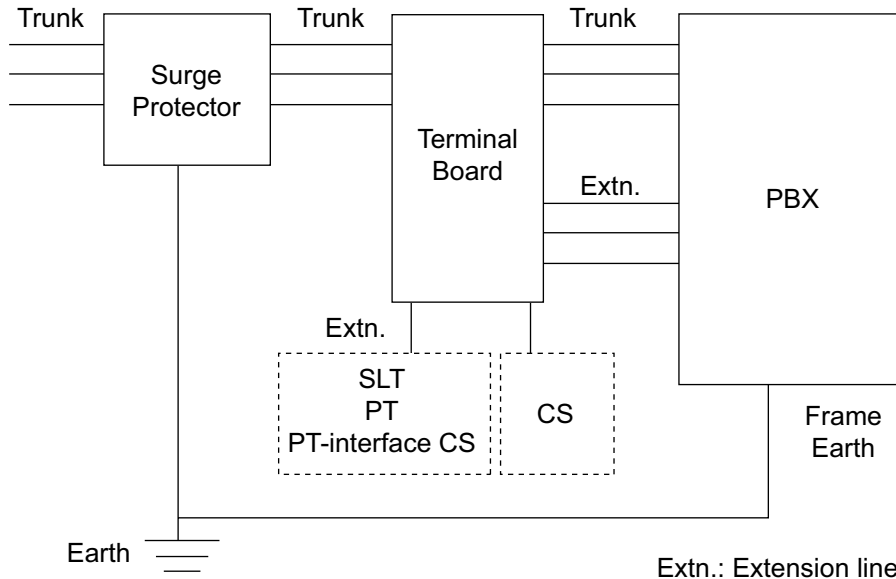 Trunk
Trunk
Trunk
Surge
Protector
Terminal
Board
Extn.
PBX
Extn.
SLT
PT
PT-interface CS
CS
Frame
Earth
Earth
Extn.: Extension line